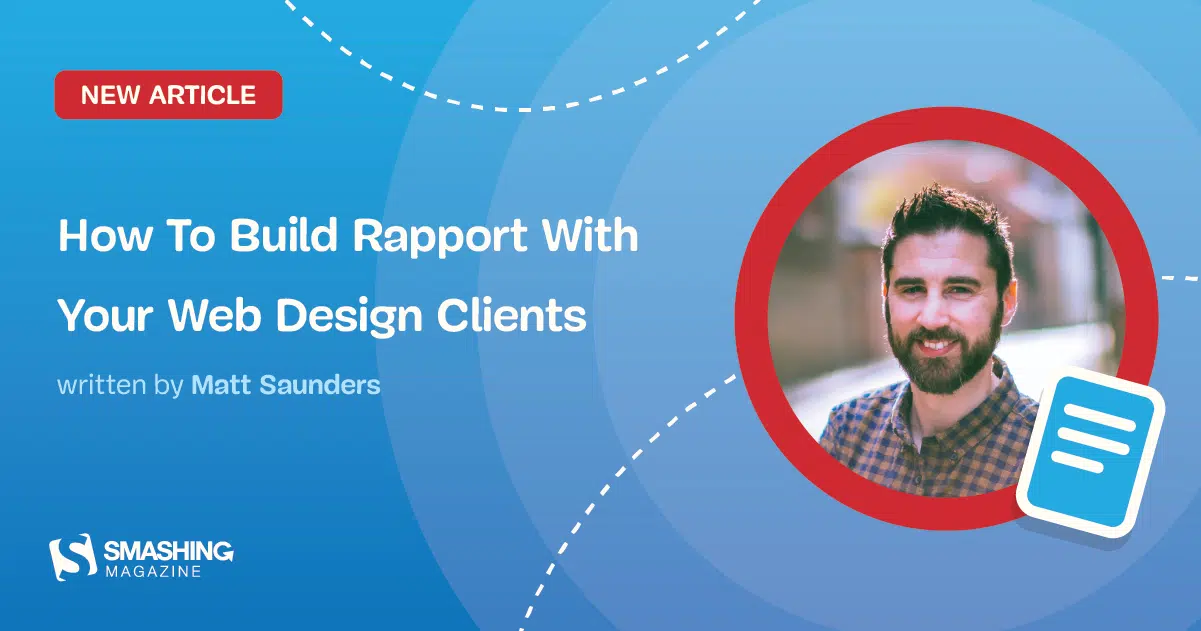 NEW ARTICLE
How To Build Rapport With
Your Web Design Clients
written by Matt Saunders
SMASHING
MAGAZINE